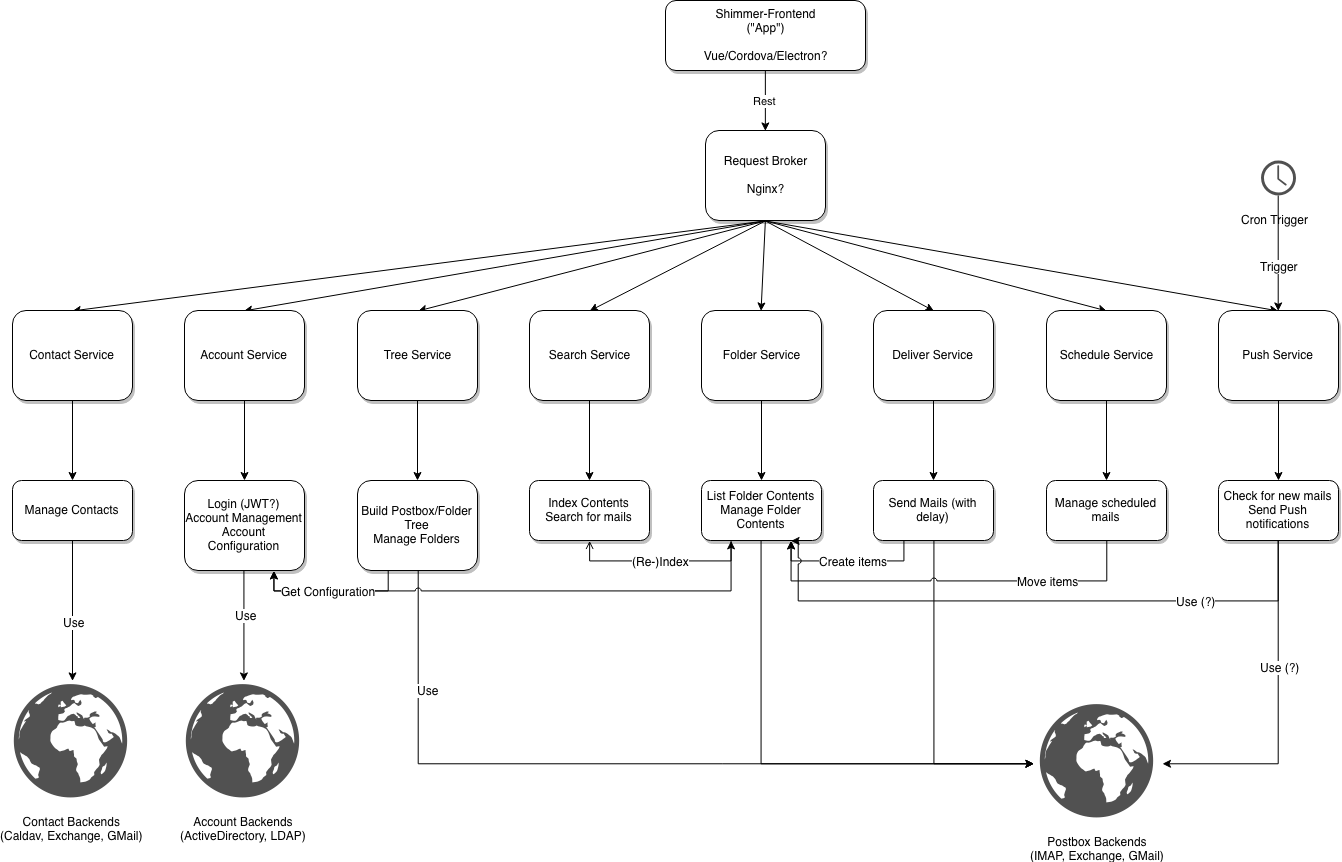 Shimmer-Frontend
("App")
Vue/Cordova/Electron?
Rest
Request Broker
Nginx?
Cron Trigger
Trigger
Contact Service
Account Service
Tree Service
Search Service
Folder Service
Deliver Service
Schedule Service
Push Service
Manage Contacts
Login (JWT?)
Account Management
Account
Configuration
Build Postbox/Folder
Tree
Manage Folders
Index Contents
Search for mails
List Folder Contents
Manage Folder
Contents
Send Mails (with
delay)
Manage scheduled
mails
Check for new mails
Send Push
notifications
(Re-)Index
Create items
Move items
Get Configuration
Use (?)
Use
Use
Use (?)
Use
Contact Backends
(Caldav, Exchange, GMail)
Account Backends
(ActiveDirectory, LDAP)
Postbox Backends
(IMAP, Exchange, GMail)